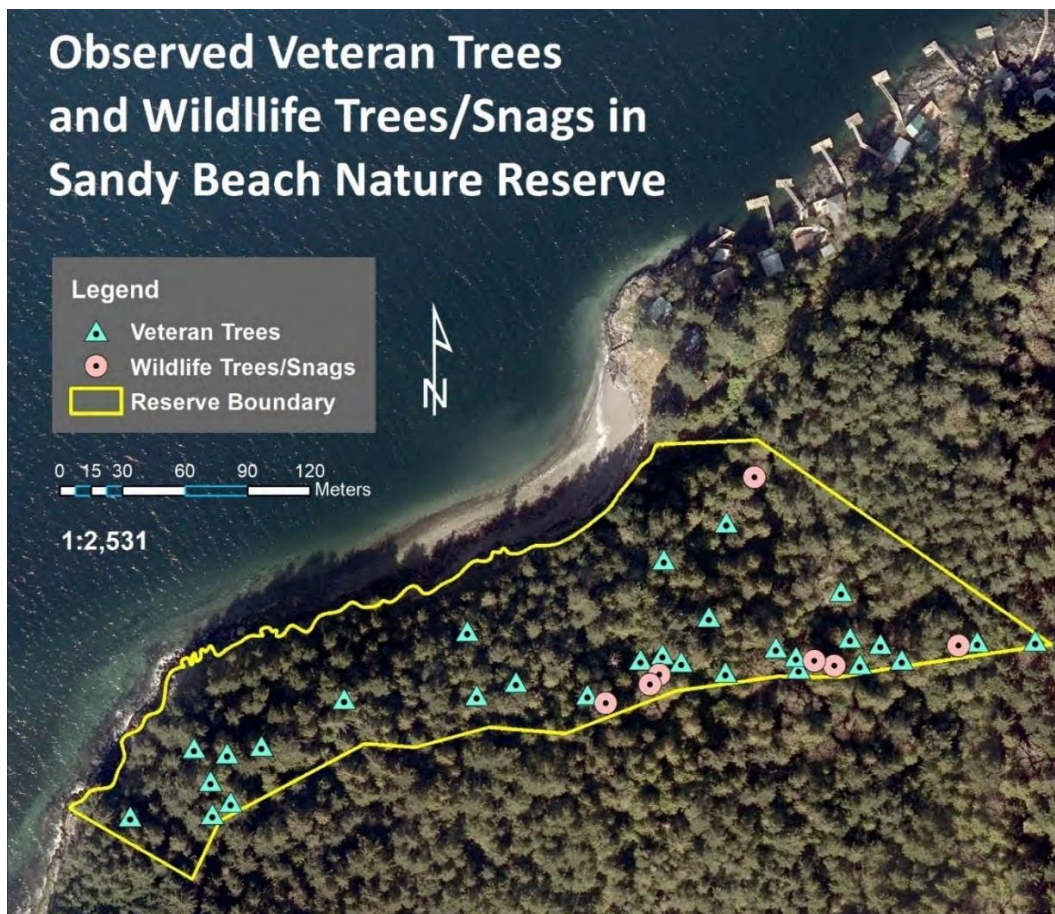 Observed Veteran Trees
and Wildllife Trees/Snags in
Sandy Beach Nature Reserve
Legend
Veteran Trees
Wildlife Trees/Snags
Reserve Boundary
N
0 15 30 60 90 120
Meters
1:2,531